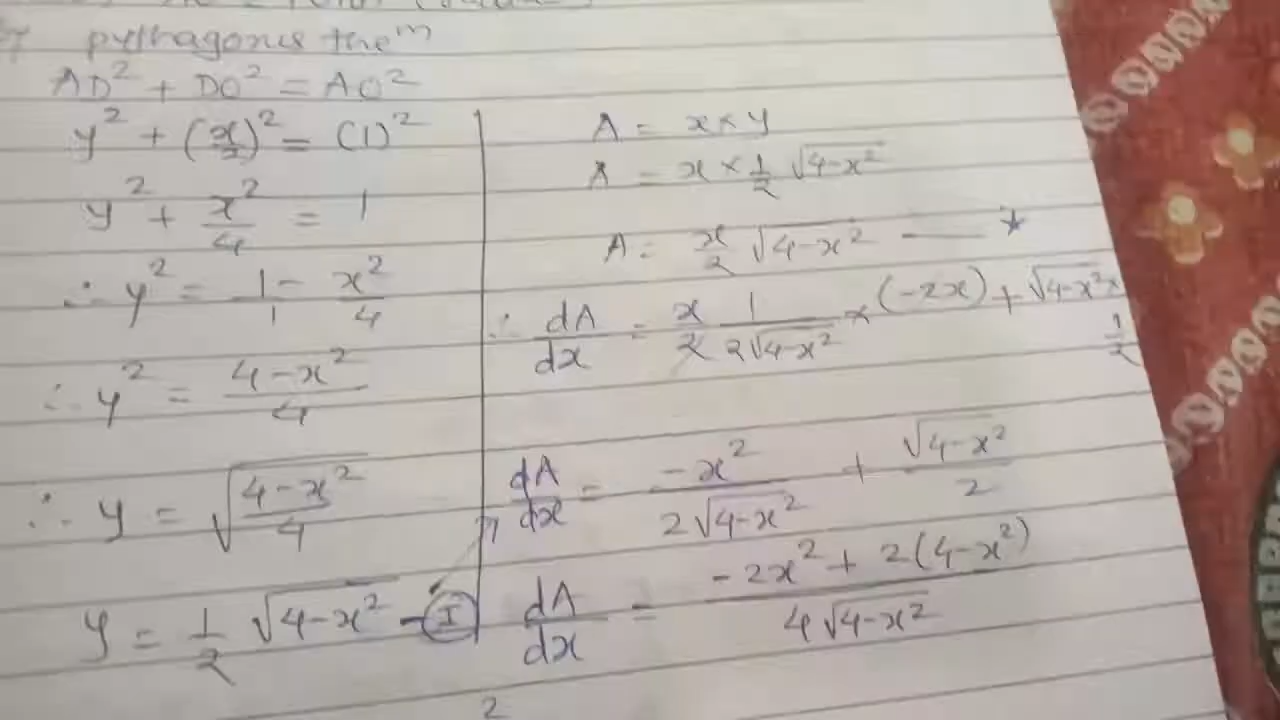 By pythagorus the^m
AD² + DO² = AO²
y² + (x/2)² = (1)²
y² + x²/4 = 1
∴ y² = 1/1 - x²/4
∴ y² = (4-x²)/4
∴ y = √((4-x²)/4)
y = 1/2 √(4-x²) - Ⓘ
A = x × y
A = x × 1/2 √(4-x²)
A = x/2 √(4-x²) — ★
∴ dA/dx = x/2 1/(2√(4-x²)) × (-2x) + √(4-x²) × 1/2
dA/dx = -x²/(2√(4-x²)) + √(4-x²)/2
dA/dx = (-2x² + 2(4-x²))/(4√(4-x²))
2